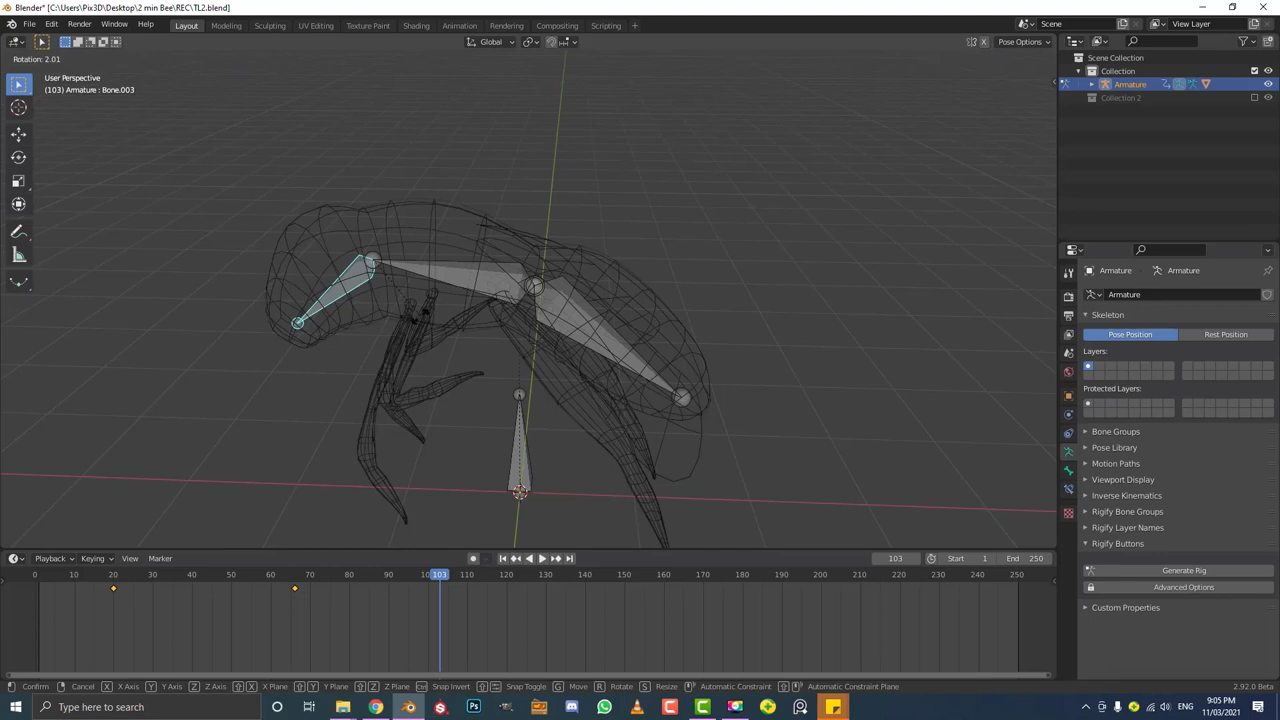 Blender* [C:\Users\Pix3D\Desktop\2 min Bee\REC\TL2.blend]
File Edit Render Window Help Layout Modeling Sculpting UV Editing Texture Paint Shading Animation Rendering Compositing Scripting + Scene View Layer
Global Pose Options
Rotation: 2.01
User Perspective
(103) Armature : Bone.003
Scene Collection
Collection
Armature
Collection 2
Armature Armature
Armature
Skeleton
Pose Position Rest Position
Layers:
Protected Layers:
Bone Groups
Pose Library
Motion Paths
Viewport Display
Inverse Kinematics
Rigify Bone Groups
Rigify Layer Names
Rigify Buttons
Generate Rig
Advanced Options
Custom Properties
Playback Keying View Marker 103 Start 1 End 250
0 10 20 30 40 50 60 70 80 90 10 103 110 120 130 140 150 160 170 180 190 200 210 220 230 240 250
Confirm Cancel X X Axis Y Y Axis Z Z Axis X X Plane Y Y Plane Z Z Plane Ctrl Snap Invert Snap Toggle G Move R Rotate S Resize Automatic Constraint Automatic Constraint Plane 2.92.0 Beta
Type here to search ENG 9:05 PM
11/03/2021